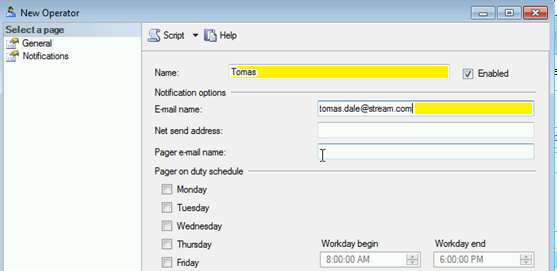 New Operator
Select a page
General
Notifications
Script Help
Name: Tomas Enabled
Notification options
E-mail name: tomas.dale@stream.com
Net send address:
Pager e-mail name:
Pager on duty schedule
Monday
Tuesday
Wednesday
Thursday Workday begin Workday end
Friday 8:00:00 AM 6:00:00 PM